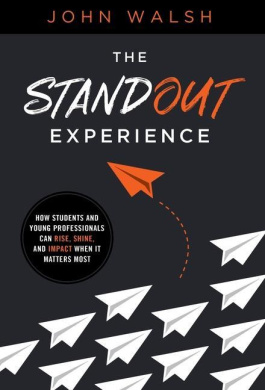 JOHN WALSH
THE
STANDOUT
EXPERIENCE
HOW STUDENTS AND
YOUNG PROFESSIONALS
CAN RISE, SHINE,
AND IMPACT WHEN IT
MATTERS MOST